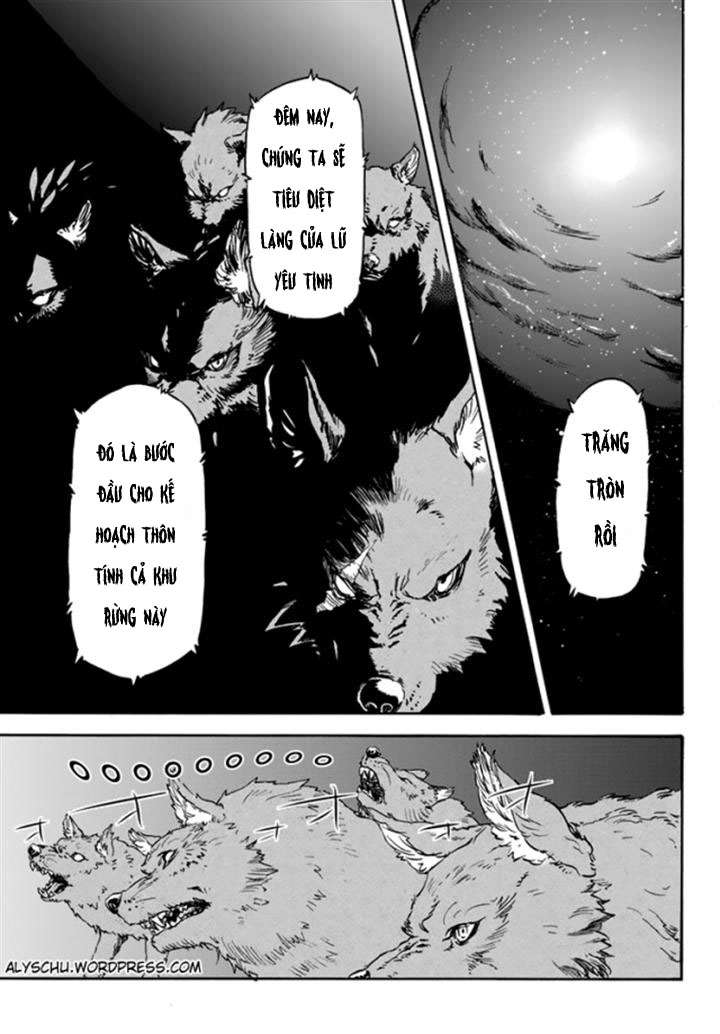 TRĂNG
TRÒN
RỒI
ĐÊM NAY,
CHÚNG TA SẼ
TIÊU DIỆT
LÀNG CỦA LŨ
YÊU TINH
ĐÓ LÀ BƯỚC
ĐẦU CHO KẾ
HOẠCH THÔN
TÍNH CẢ KHU
RỪNG NÀY
ALYSCHU.WORDPRESS.COM